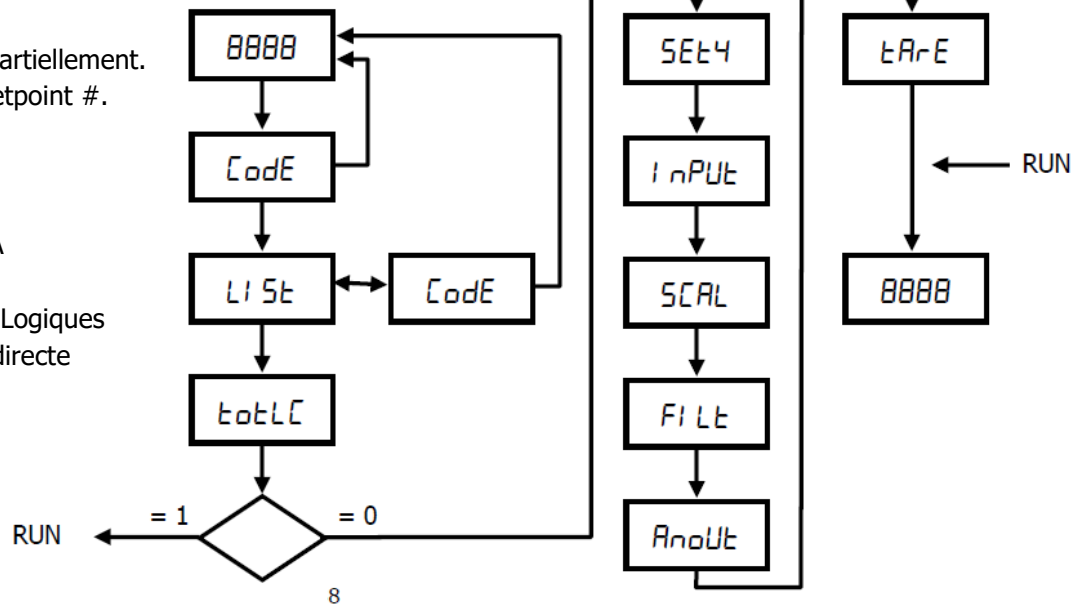 artiellement.
etpoint #.
Logiques
directe
8888
CodE
LISt
CodE
totLC
= 1
= 0
RUN
SEt4
InPUt
SCAL
FILt
AnoUt
tArE
RUN
8888
8